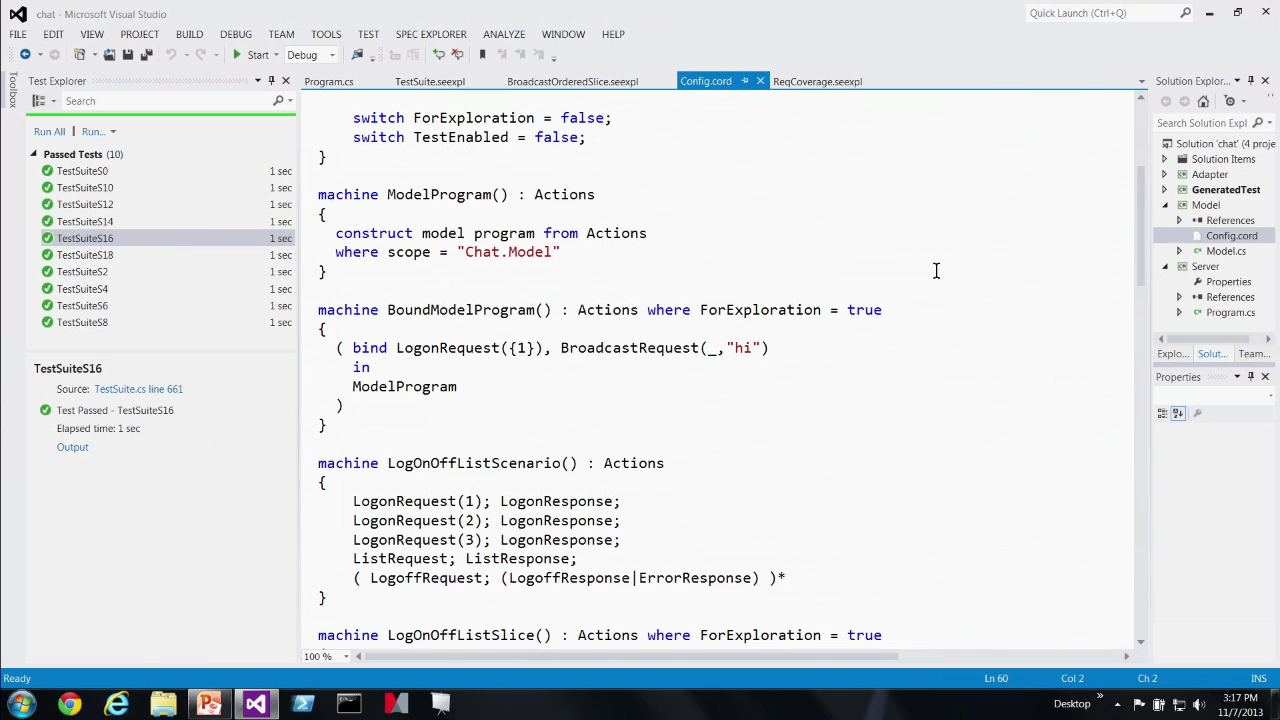 chat - Microsoft Visual Studio
Quick Launch (Ctrl+Q)
FILE EDIT VIEW PROJECT BUILD DEBUG TEAM TOOLS TEST SPEC EXPLORER ANALYZE WINDOW HELP
Start Debug
Toolbox
Test Explorer
Search
Run All Run...
Passed Tests (10)
TestSuiteS0 1 sec
TestSuiteS10 1 sec
TestSuiteS12 1 sec
TestSuiteS14 1 sec
TestSuiteS16 1 sec
TestSuiteS18 1 sec
TestSuiteS2 1 sec
TestSuiteS4 1 sec
TestSuiteS6 1 sec
TestSuiteS8 1 sec
TestSuiteS16
Source: TestSuite.cs line 661
Test Passed - TestSuiteS16
Elapsed time: 1 sec
Output
Program.cs TestSuite.seexpl BroadcastOrderedSlice.seexpl Config.cord ReqCoverage.seexpl
switch ForExploration = false;
switch TestEnabled = false;
}
machine ModelProgram() : Actions
{
construct model program from Actions
where scope = "Chat.Model"
}
machine BoundModelProgram() : Actions where ForExploration = true
{
( bind LogonRequest({1}), BroadcastRequest(_,"hi")
in
ModelProgram
)
}
machine LogOnOffListScenario() : Actions
{
LogonRequest(1); LogonResponse;
LogonRequest(2); LogonResponse;
LogonRequest(3); LogonResponse;
ListRequest; ListResponse;
( LogoffRequest; (LogoffResponse|ErrorResponse) )*
}
machine LogOnOffListSlice() : Actions where ForExploration = true
100 %
Solution Explor...
Search Solution Expl
Solution 'chat' (4 proje
Solution Items
Adapter
GeneratedTest
Model
References
Config.cord
Model.cs
Server
Properties
References
Program.cs
Explo... Solut... Team...
Properties
Ready Ln 60 Col 2 Ch 2 INS
Desktop
3:17 PM
11/7/2013